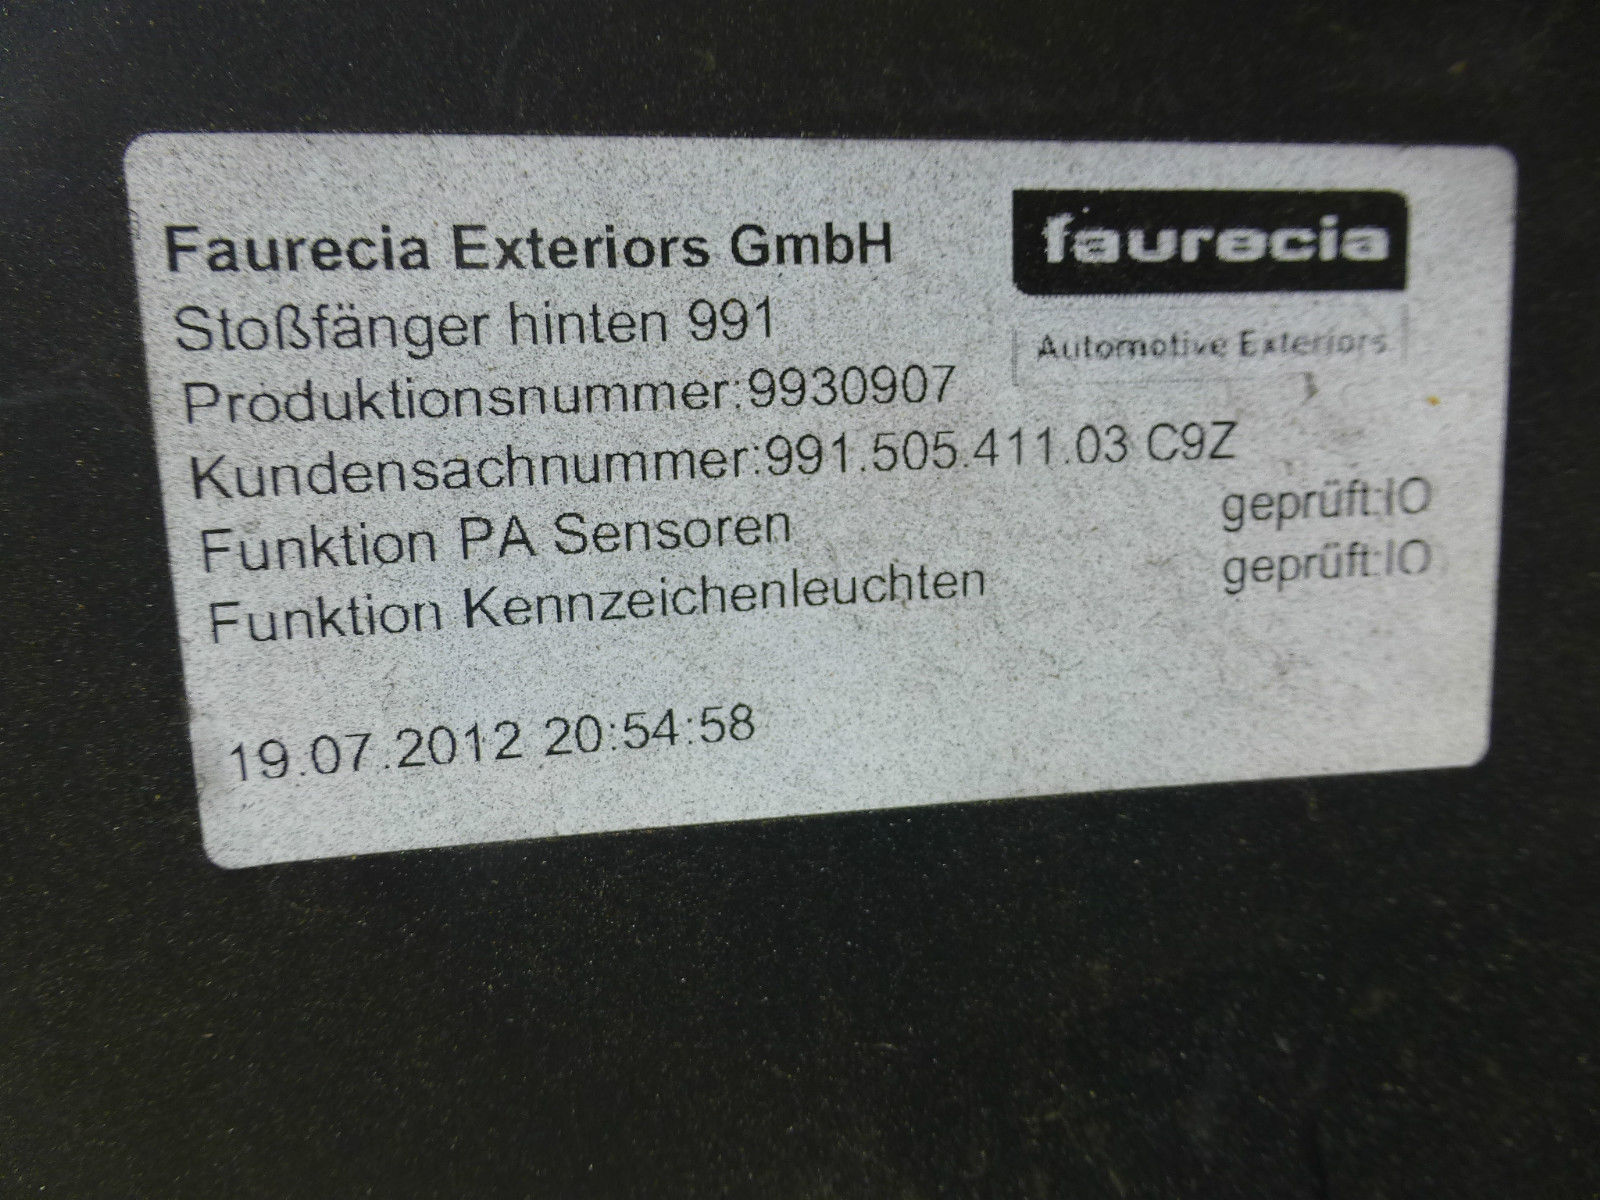 Faurecia Exteriors GmbH
faurecia
Automotive Exteriors
Stoßfänger hinten 991
Produktionsnummer:9930907
Kundensachnummer:991.505.411.03 C9Z
Funktion PA Sensoren geprüft:IO
Funktion Kennzeichenleuchten geprüft:IO
19.07.2012 20:54:58